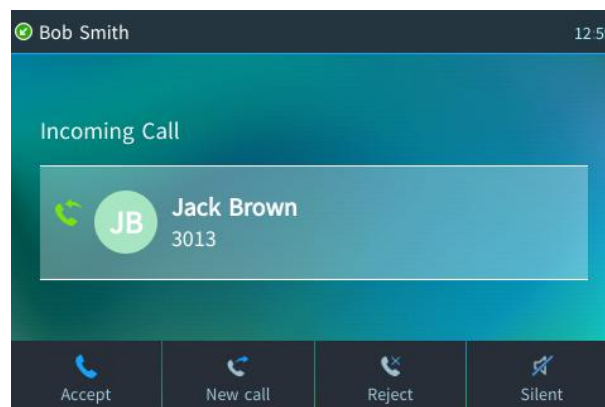 Bob Smith
12:5
Incoming Call
JB
Jack Brown
3013
Accept
New call
Reject
Silent